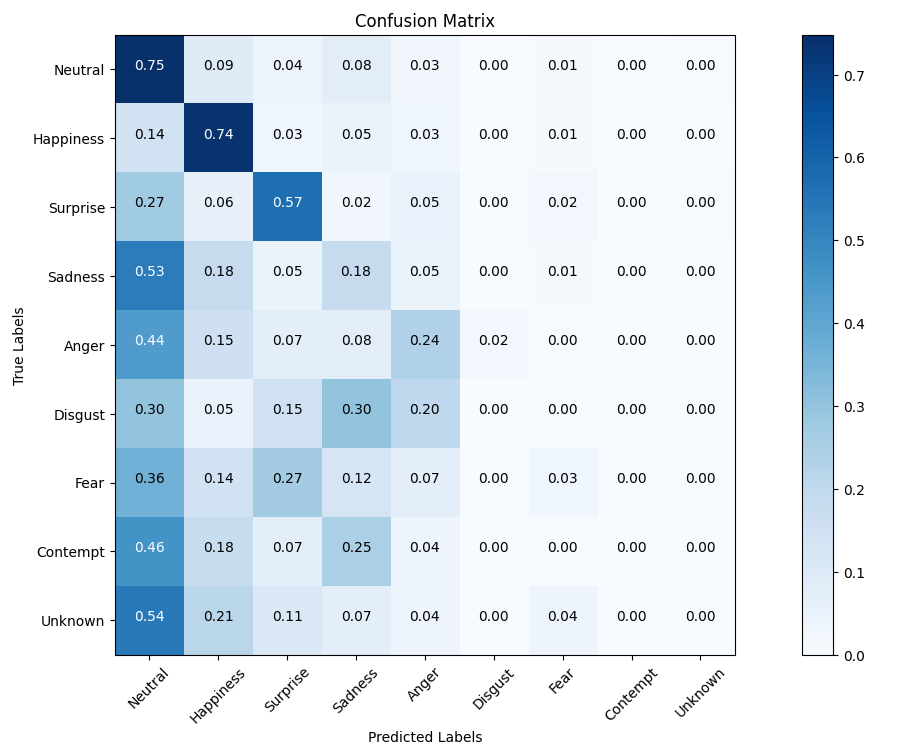 Confusion Matrix
Neutral 0.75 0.09 0.04 0.08 0.03 0.00 0.01 0.00 0.00
Happiness 0.14 0.74 0.03 0.05 0.03 0.00 0.01 0.00 0.00
Surprise 0.27 0.06 0.57 0.02 0.05 0.00 0.02 0.00 0.00
Sadness 0.53 0.18 0.05 0.18 0.05 0.00 0.01 0.00 0.00
Anger 0.44 0.15 0.07 0.08 0.24 0.02 0.00 0.00 0.00
Disgust 0.30 0.05 0.15 0.30 0.20 0.00 0.00 0.00 0.00
Fear 0.36 0.14 0.27 0.12 0.07 0.00 0.03 0.00 0.00
Contempt 0.46 0.18 0.07 0.25 0.04 0.00 0.00 0.00 0.00
Unknown 0.54 0.21 0.11 0.07 0.04 0.00 0.04 0.00 0.00
Neutral Happiness Surprise Sadness Anger Disgust Fear Contempt Unknown
Predicted Labels
True Labels
0.7
0.6
0.5
0.4
0.3
0.2
0.1
0.0